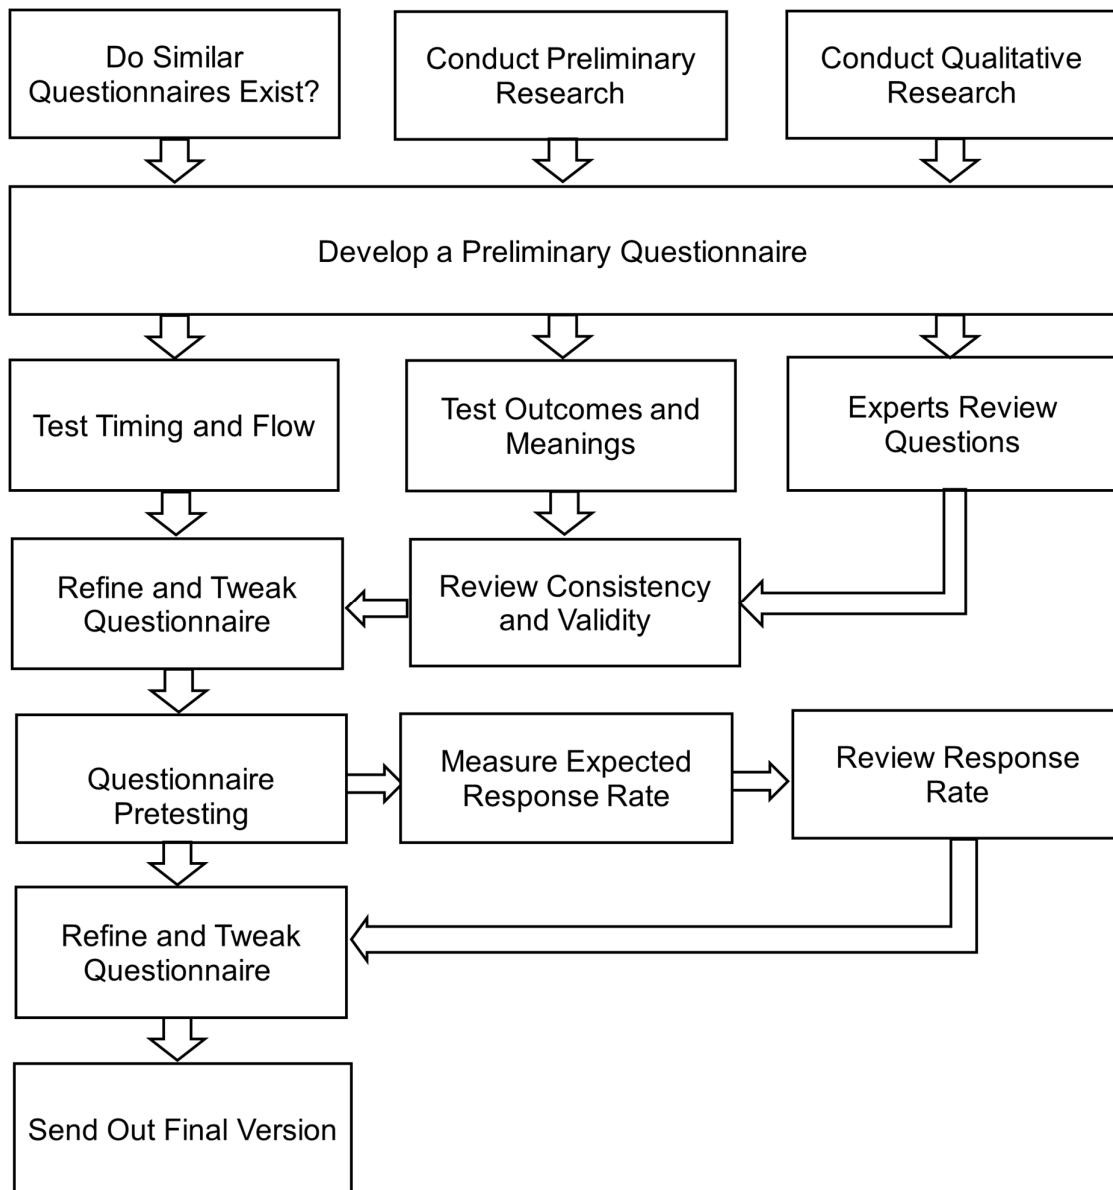 Do Similar
Questionnaires Exist?
Conduct Preliminary
Research
Conduct Qualitative
Research
Develop a Preliminary Questionnaire
Test Timing and Flow
Test Outcomes and
Meanings
Experts Review
Questions
Refine and Tweak
Questionnaire
Review Consistency
and Validity
Questionnaire
Pretesting
Measure Expected
Response Rate
Review Response
Rate
Refine and Tweak
Questionnaire
Send Out Final Version